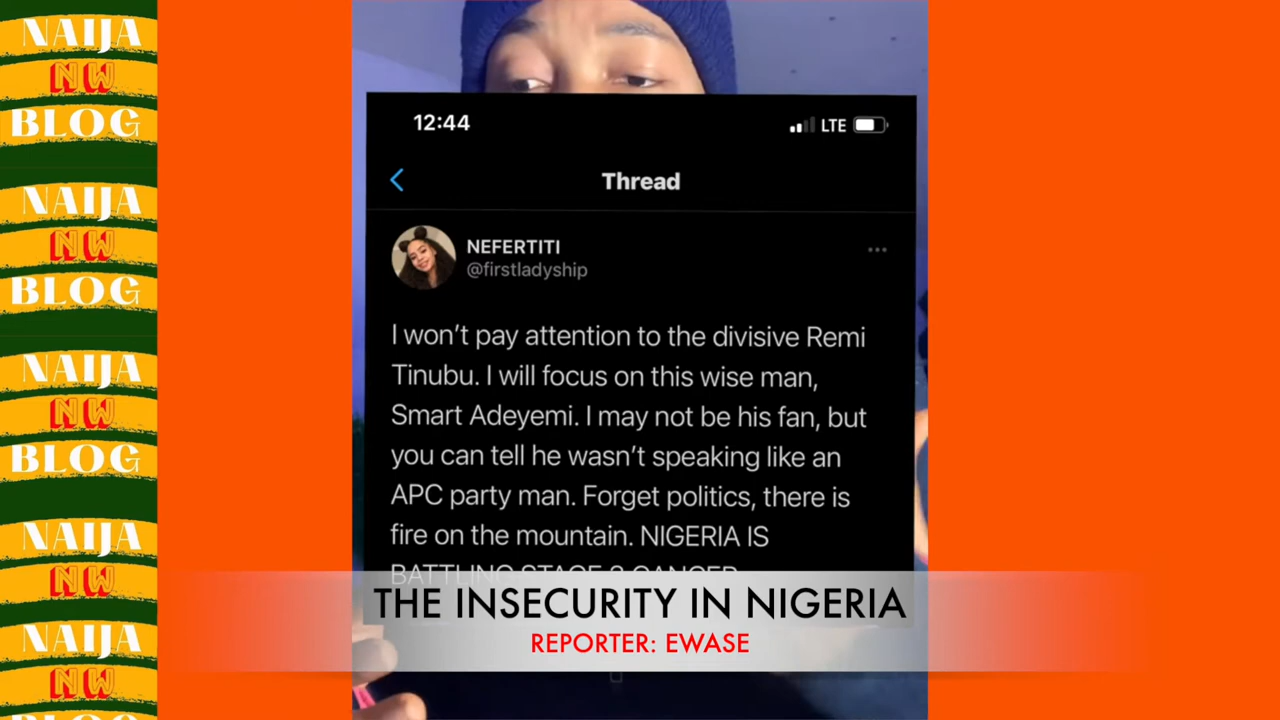 NAIJA
NW
BLOG
NAIJA
NW
BLOG
NAIJA
NW
BLOG
NAIJA
NW
BLOG
NAIJA
NW
12:44
LTE
Thread
NEFERTITI
@firstladyship
I won't pay attention to the divisive Remi
Tinubu. I will focus on this wise man,
Smart Adeyemi. I may not be his fan, but
you can tell he wasn't speaking like an
APC party man. Forget politics, there is
fire on the mountain. NIGERIA IS
BATTLING STAGE CANCER
THE INSECURITY IN NIGERIA
REPORTER: EWASE